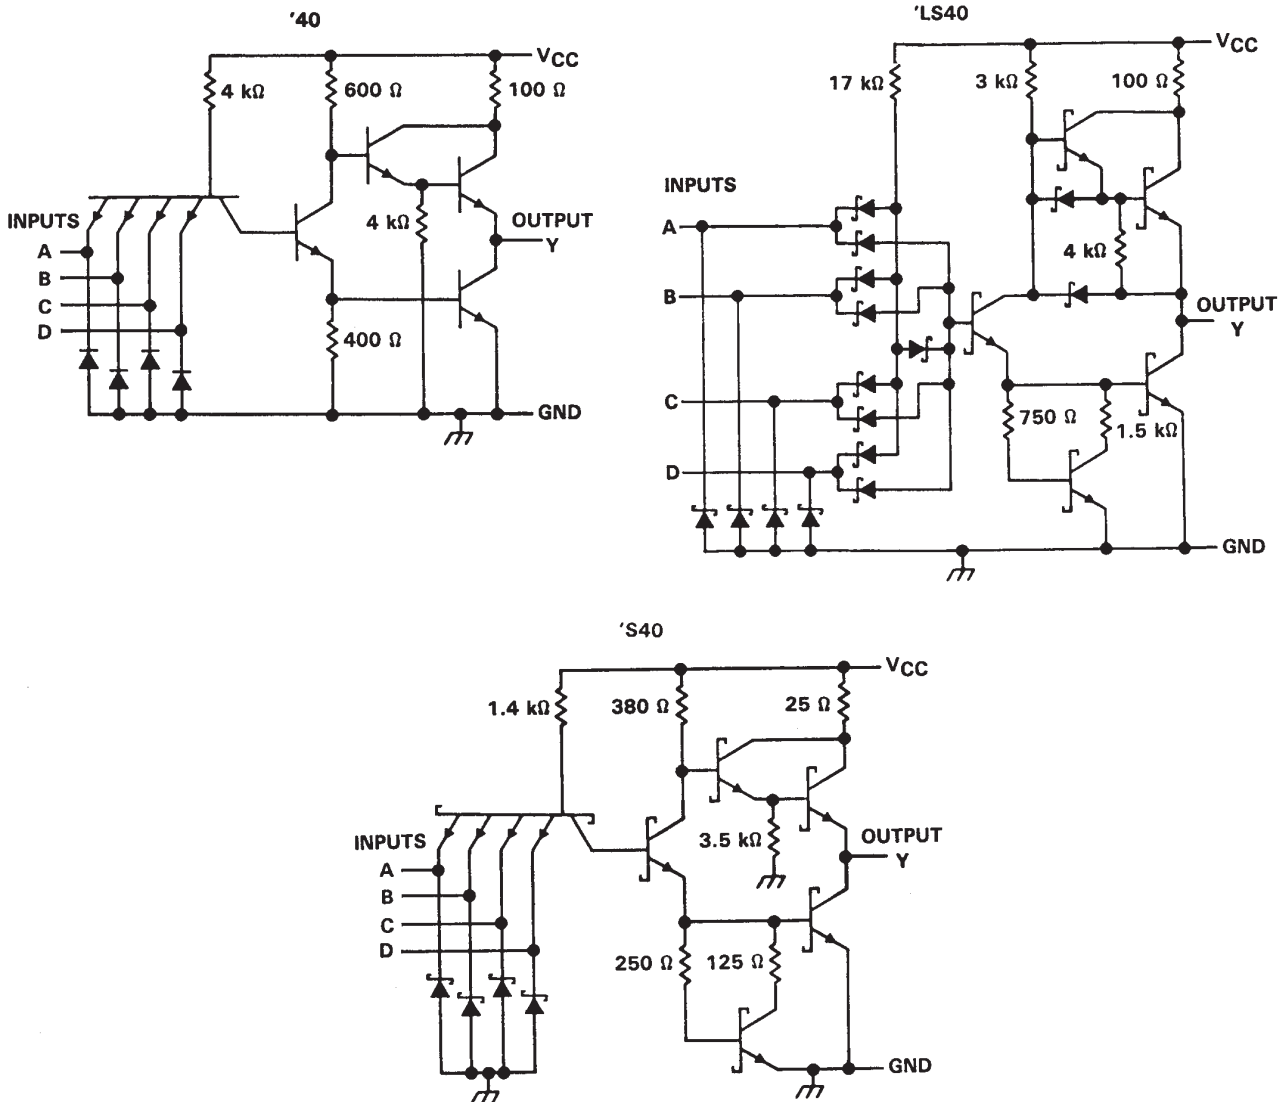 '40
VCC
4 kΩ
600 Ω
100 Ω
INPUTS
A
B
C
D
4 kΩ
OUTPUT
Y
400 Ω
GND
'LS40
VCC
17 kΩ
3 kΩ
100 Ω
INPUTS
A
B
C
D
4 kΩ
OUTPUT
Y
750 Ω
1.5 kΩ
GND
'S40
VCC
1.4 kΩ
380 Ω
25 Ω
INPUTS
A
B
C
D
3.5 kΩ
OUTPUT
Y
250 Ω
125 Ω
GND